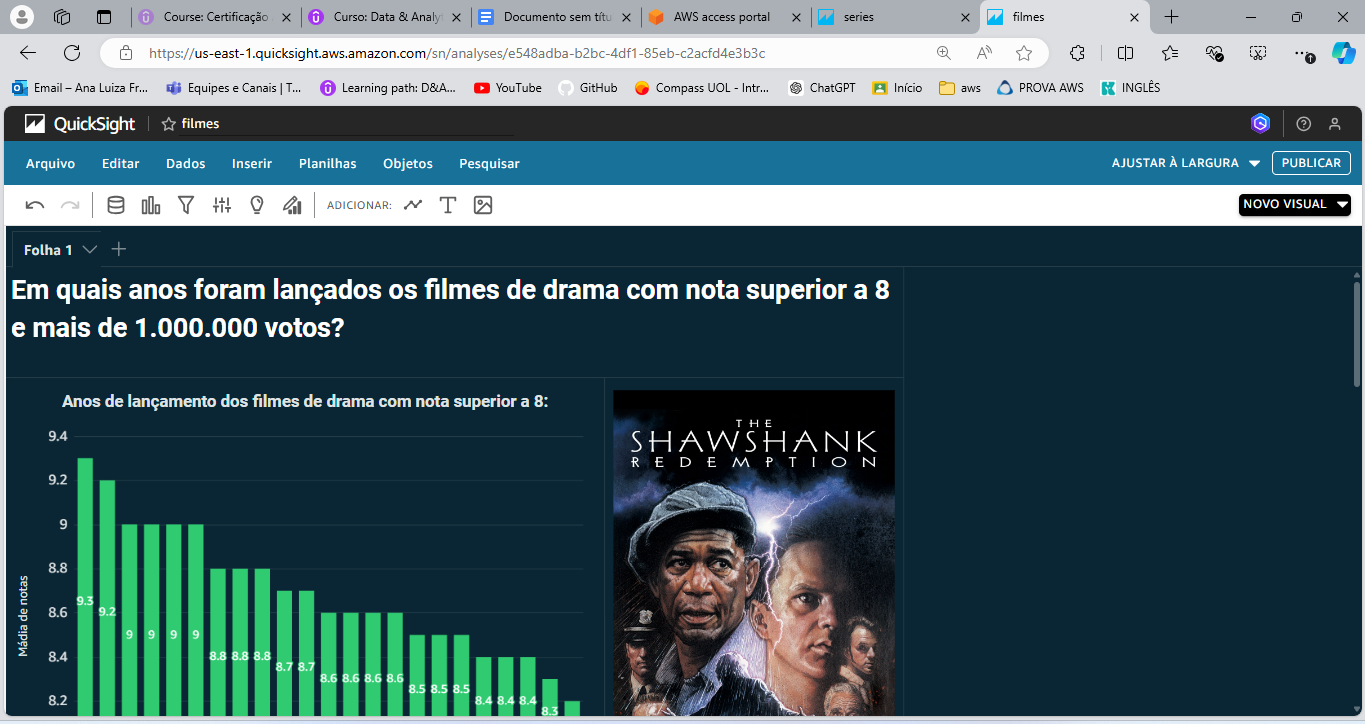 Course: Certificação
Curso: Data & Analyt
Documento sem títu
AWS access portal
series
filmes
https://us-east-1.quicksight.aws.amazon.com/sn/analyses/e548adba-b2bc-4df1-85eb-c2acfd4e3b3c
Email – Ana Luiza Fr...
Equipes e Canais | T...
Learning path: D&A...
YouTube
GitHub
Compass UOL - Intr...
ChatGPT
Início
aws
PROVA AWS
INGLÊS
QuickSight
filmes
Arquivo
Editar
Dados
Inserir
Planilhas
Objetos
Pesquisar
AJUSTAR À LARGURA
PUBLICAR
ADICIONAR:
NOVO VISUAL
Folha 1
Em quais anos foram lançados os filmes de drama com nota superior a 8
e mais de 1.000.000 votos?
Anos de lançamento dos filmes de drama com nota superior a 8:
9.4
9.2
9
8.8
8.6
8.4
8.2
Mádia de notas
9.3
9.2
9
9
9
9
8.8
8.8
8.8
8.7
8.7
8.6
8.6
8.6
8.6
8.5
8.5
8.5
8.4
8.4
8.4
8.3
THE
SHAWSHANK
REDEMPTION